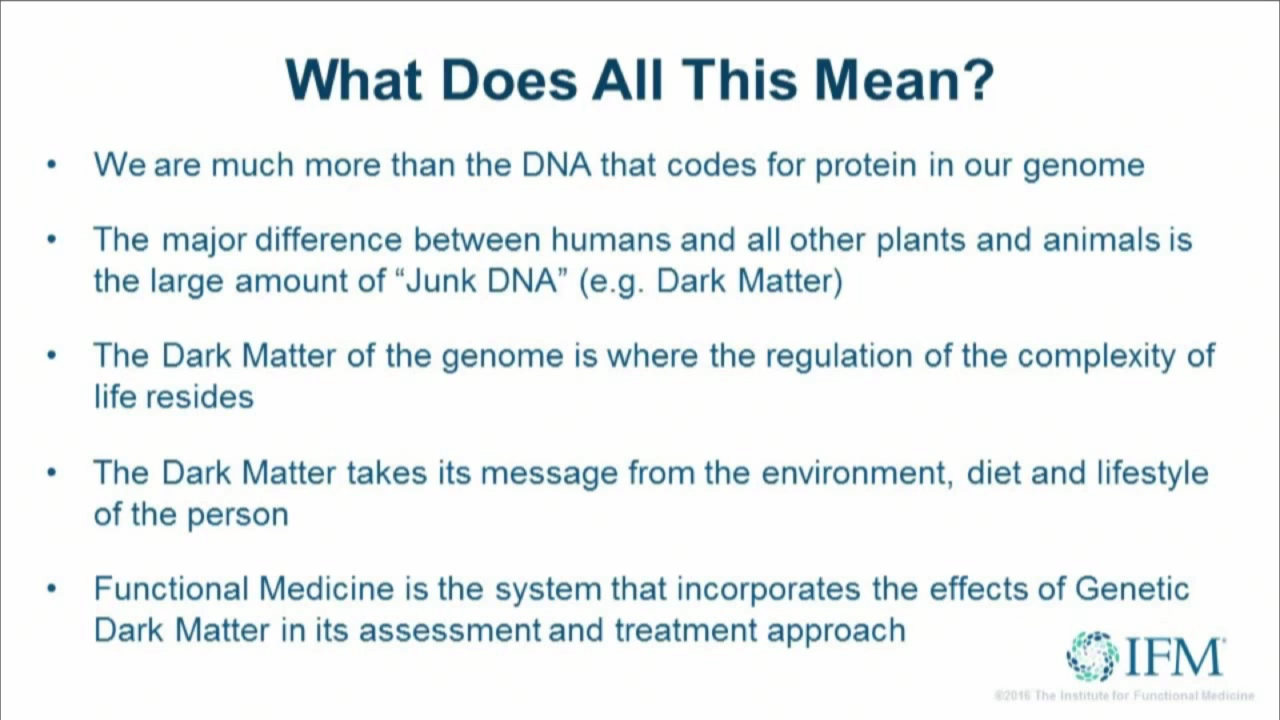 What Does All This Mean?
• We are much more than the DNA that codes for protein in our genome
• The major difference between humans and all other plants and animals is
the large amount of “Junk DNA” (e.g. Dark Matter)
• The Dark Matter of the genome is where the regulation of the complexity of
life resides
• The Dark Matter takes its message from the environment, diet and lifestyle
of the person
• Functional Medicine is the system that incorporates the effects of Genetic
Dark Matter in its assessment and treatment approach
IFM
©2016 The Institute for Functional Medicine